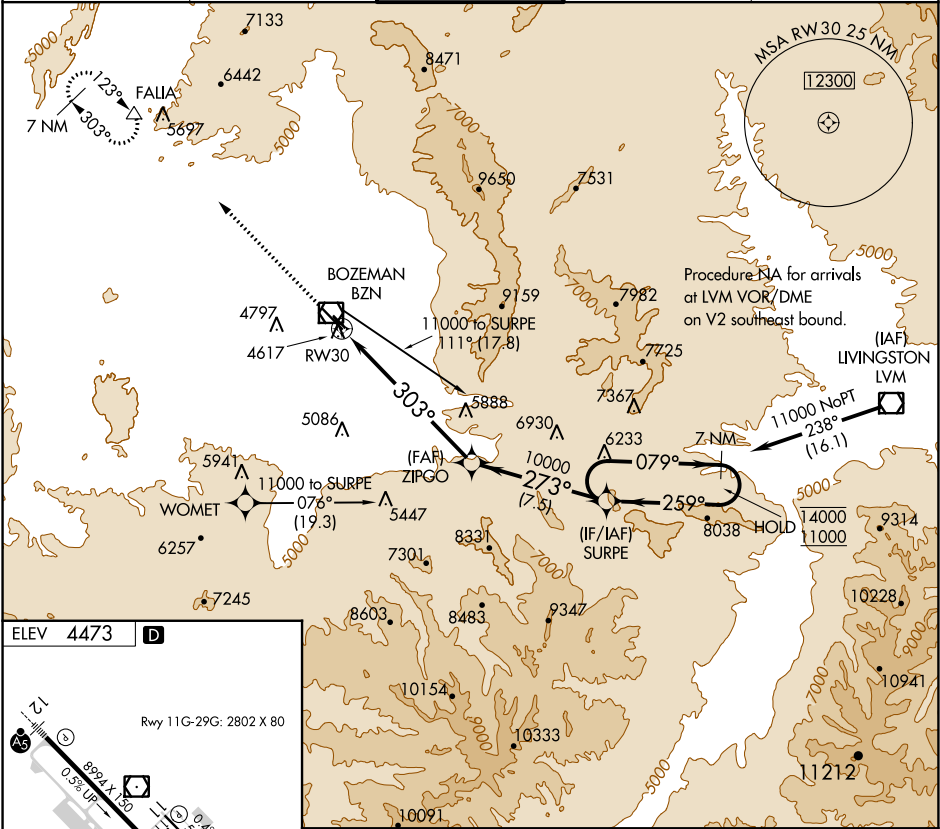 7133
5000
8471
MSA RW30 25 NM
12300
6442
123°
FALIA
7 NM
303°
5697
5000
7000
9650
7531
5000
BOZEMAN
BZN
Procedure NA for arrivals
at LVM VOR/DME
on V2 southeast bound.
7000
7982
9159
4797
11000 to SURPE
111° (17.8)
4617
RW30
(IAF)
LIVINGSTON
LVM
7725
7367
303°
5888
11000 NoPT
238°
(16.1)
5086
6930
6233
7 NM
(FAF)
ZIPGO
10000
273°
(7.5)
079°
5941
11000 to SURPE
076°
(19.3)
WOMET
5447
259°
5000
(IF/IAF)
SURPE
8038
HOLD
14000
11000
9314
6257
5000
8331
7301
7000
7245
8603
8483
9347
10228
ELEV 4473
D
10154
7000
10941
9000
Rwy 11G-29G: 2802 X 80
12
P
A5
10333
9000
11212
8994 X 150
0.5% UP
P
5000
10091